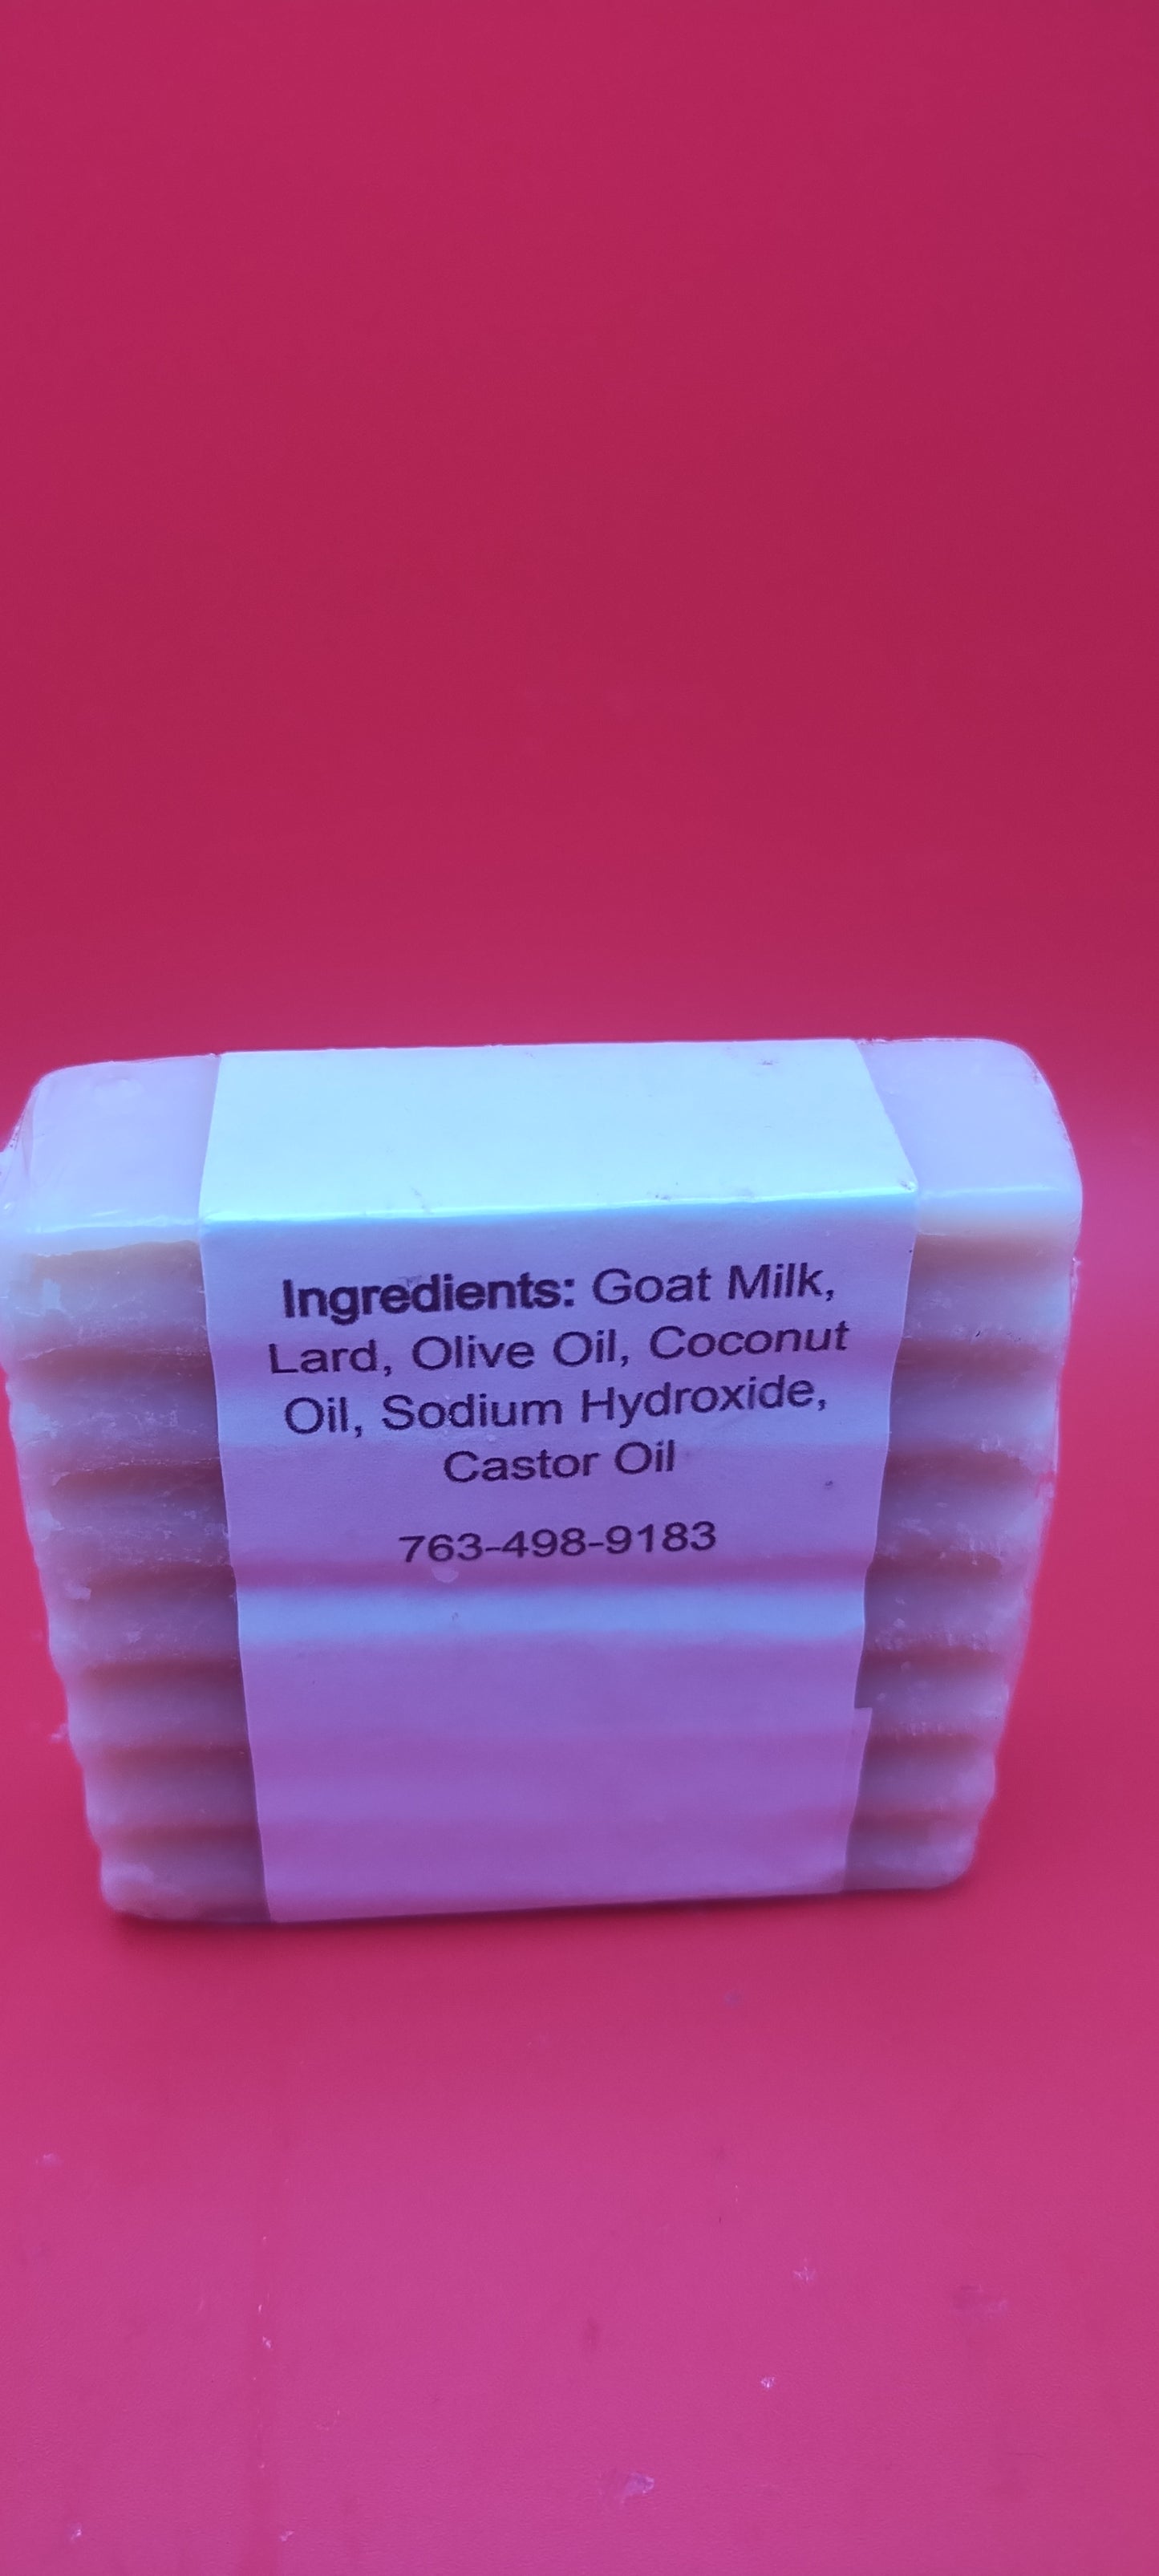 Ingredients: Goat Milk,
Lard, Olive Oil, Coconut
Oil, Sodium Hydroxide,
Castor Oil
763-498-9183